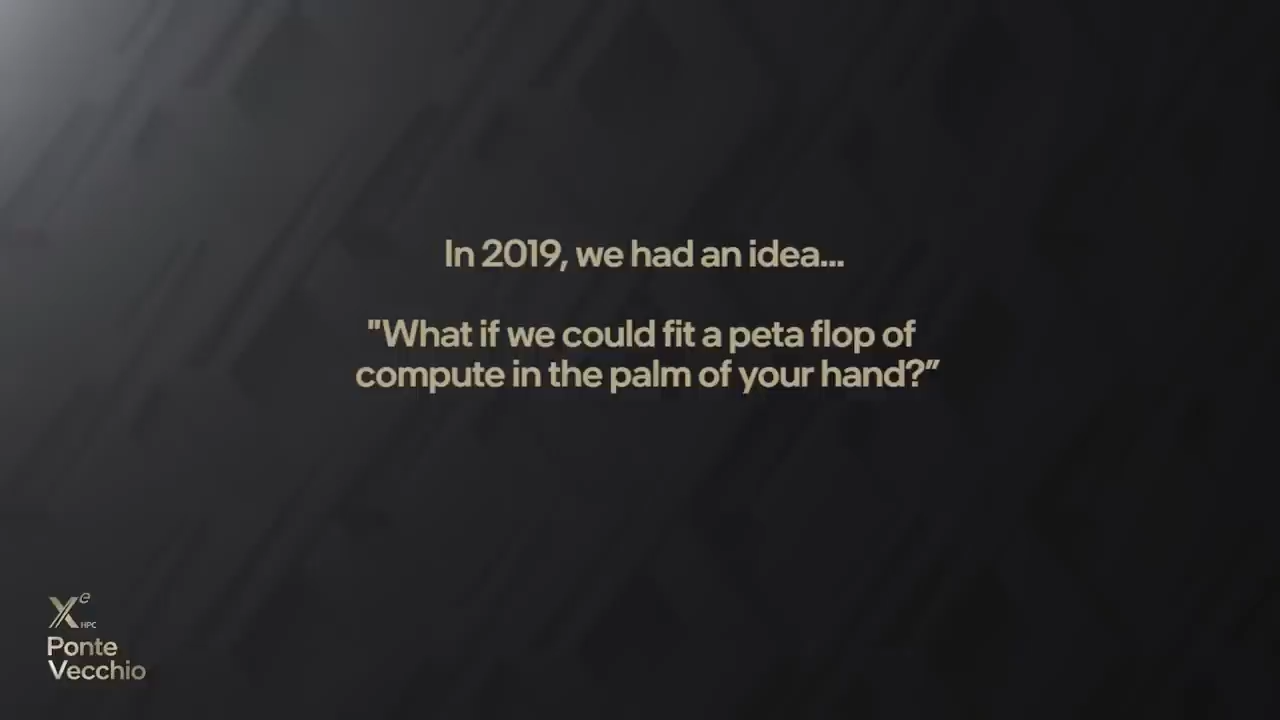 In 2019, we had an idea...
"What if we could fit a peta flop of
compute in the palm of your hand?”
Xe
HPC
Ponte
Vecchio